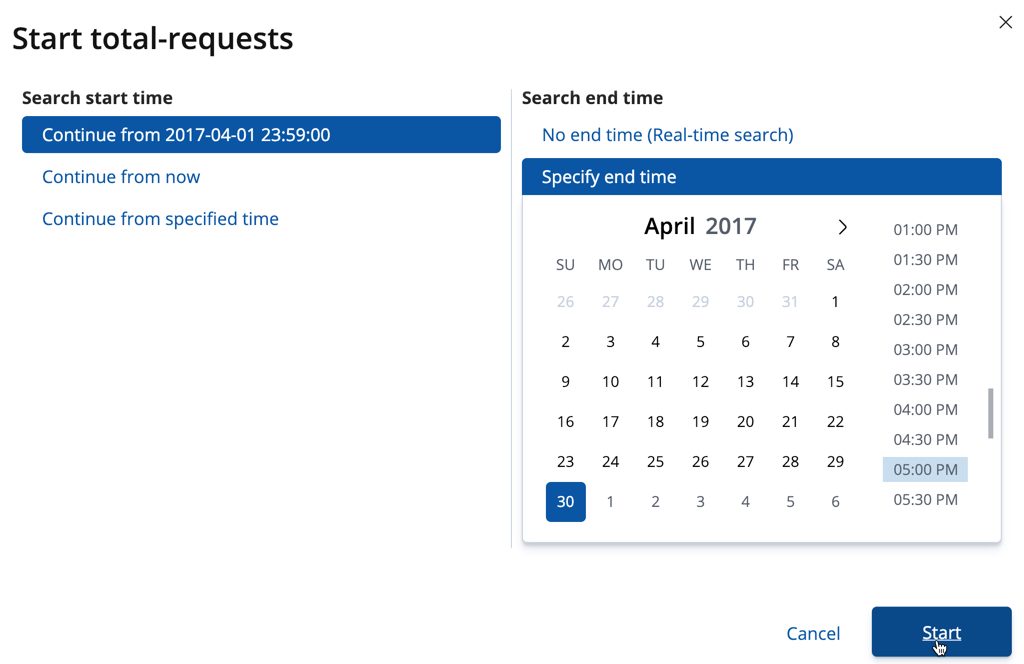 Start total-requests
Search start time
Continue from 2017-04-01 23:59:00
Continue from now
Continue from specified time
Search end time
No end time (Real-time search)
Specify end time
April 2017
SU MO TU WE TH FR SA
26 27 28 29 30 31 1
2 3 4 5 6 7 8
9 10 11 12 13 14 15
16 17 18 19 20 21 22
23 24 25 26 27 28 29
30 1 2 3 4 5 6
01:00 PM
01:30 PM
02:00 PM
02:30 PM
03:00 PM
03:30 PM
04:00 PM
04:30 PM
05:00 PM
05:30 PM
Cancel
Start